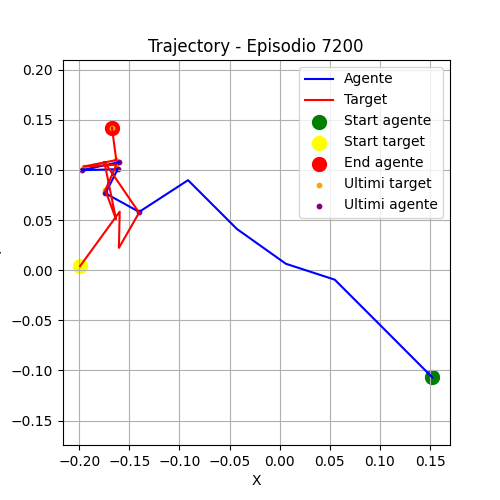 Trajectory - Episodio 7200
Agente
Target
Start agente
Start target
End agente
Ultimi target
Ultimi agente
0.20
0.15
0.10
0.05
0.00
−0.05
−0.10
−0.15
−0.20 −0.15 −0.10 −0.05 0.00 0.05 0.10 0.15
X